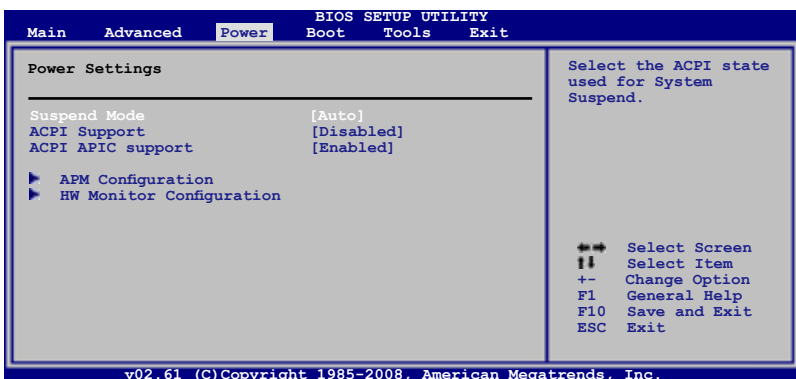 BIOS SETUP UTILITY
Main Advanced Power Boot Tools Exit
Power Settings
Suspend Mode [Auto]
ACPI Support [Disabled]
ACPI APIC support [Enabled]
APM Configuration
HW Monitor Configuration
Select the ACPI state
used for System
Suspend.
Select Screen
Select Item
+- Change Option
F1 General Help
F10 Save and Exit
ESC Exit
v02.61 (C)Copyright 1985-2008, American Megatrends, Inc.